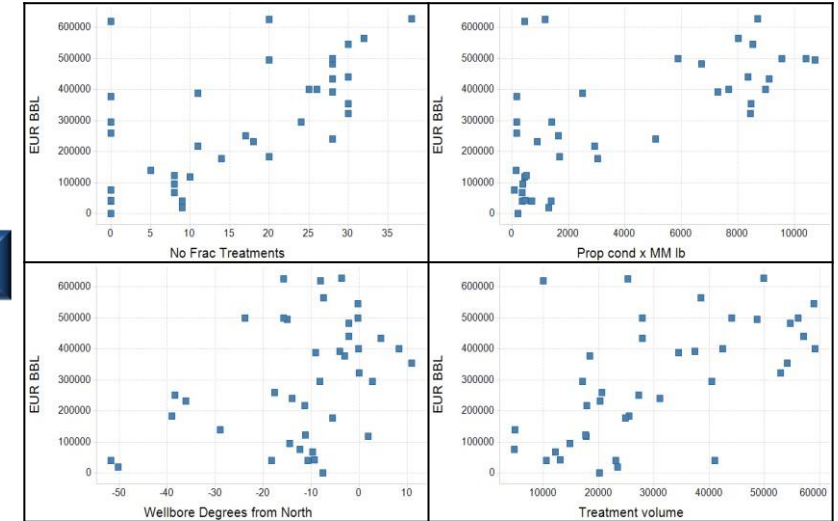 600000
500000
400000
300000
200000
100000
0
EUR BBL
0 5 10 15 20 25 30 35
No Frac Treatments
600000
500000
400000
300000
200000
100000
0
EUR BBL
0 2000 4000 6000 8000 10000
Prop cond x MM lb
600000
500000
400000
300000
200000
100000
0
EUR BBL
-50 -40 -30 -20 -10 0 10
Wellbore Degrees from North
600000
500000
400000
300000
200000
100000
0
EUR BBL
10000 20000 30000 40000 50000 60000
Treatment volume